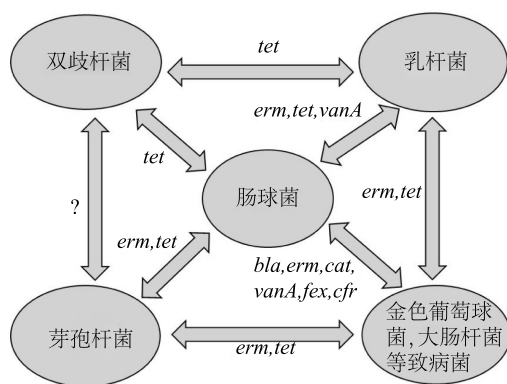 双歧杆菌
tet
乳杆菌
erm,tet,vanA
tet
?
肠球菌
erm,tet
erm,tet
bla,erm,cat,
vanA,fex,cfr
芽孢杆菌
erm,tet
金色葡萄球
菌,大肠杆菌
等致病菌